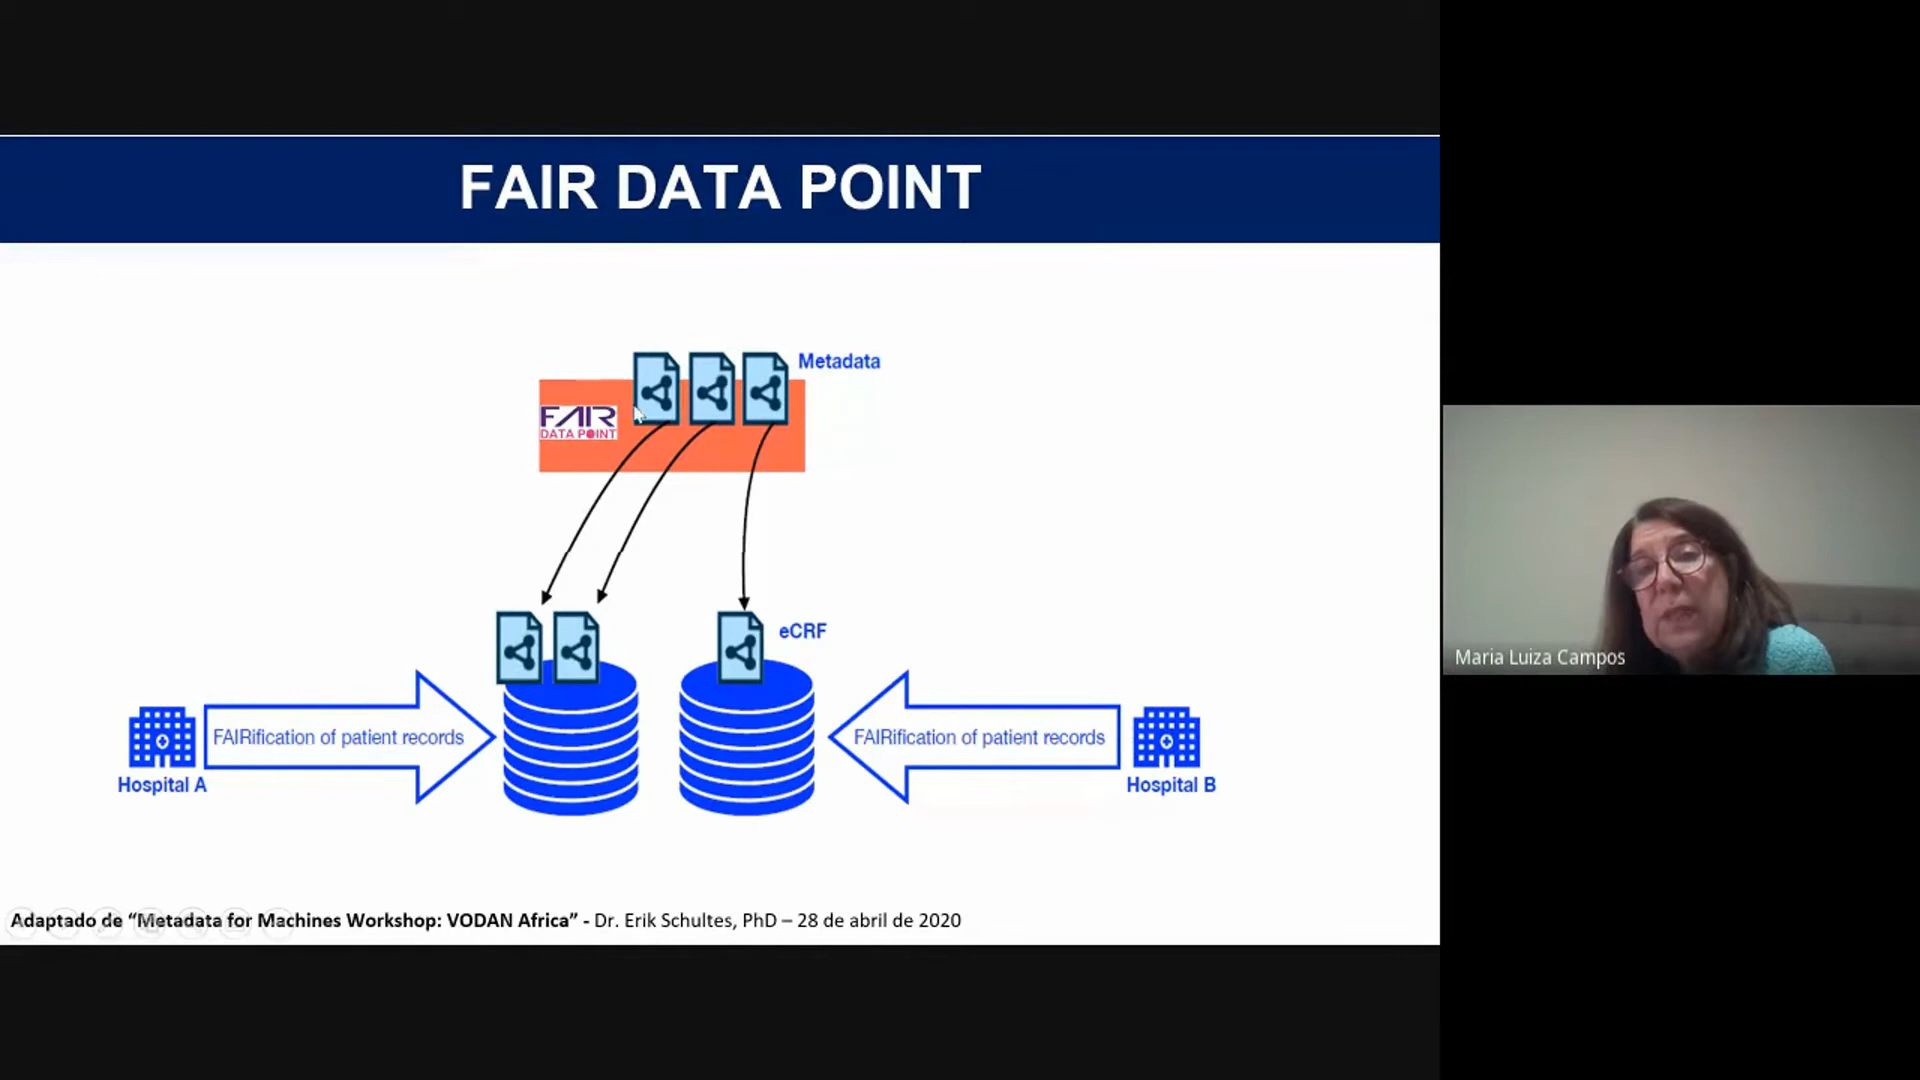 FAIR DATA POINT
Metadata
FAIR
DATA POINT
eCRF
FAIRification of patient records
FAIRification of patient records
Hospital A
Hospital B
Maria Luiza Campos
Adaptado de “Metadata for Machines Workshop: VODAN Africa” - Dr. Erik Schultes, PhD – 28 de abril de 2020